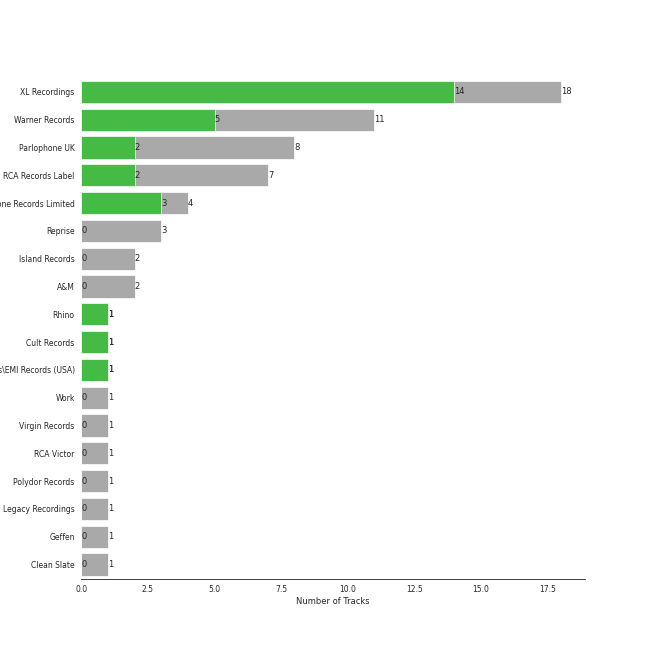 XL Recordings 14 18
Warner Records 5 11
Parlophone UK 2 8
RCA Records Label 2 7
one Records Limited 3 4
Reprise 0 3
Island Records 0 2
A&M 0 2
Rhino 1
Cult Records 1
s\EMI Records (USA) 1
Work 0 1
Virgin Records 0 1
RCA Victor 0 1
Polydor Records 0 1
Legacy Recordings 0 1
Geffen 0 1
Clean Slate 0 1
0.0 2.5 5.0 7.5 10.0 12.5 15.0 17.5
Number of Tracks